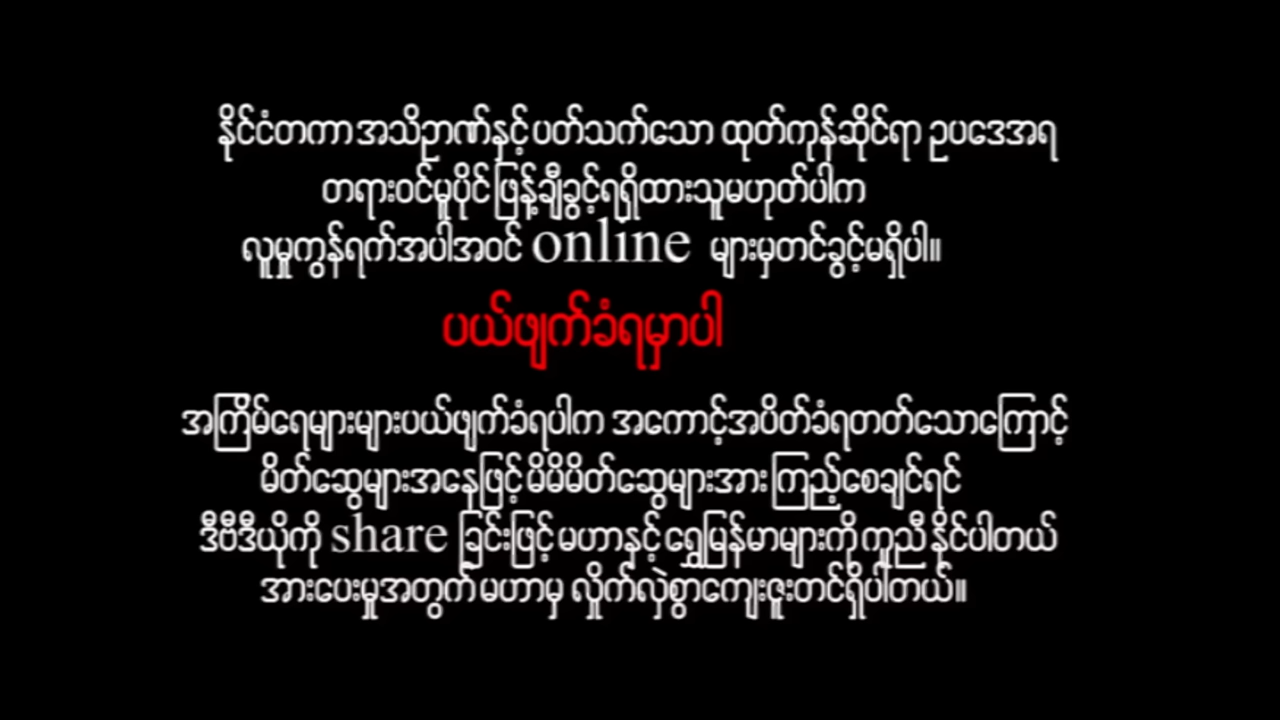 နိုင်ငံတကာ အသိဉာဏ်နှင့် ပတ်သက်သော ထုတ်ကုန်ဆိုင်ရာ ဥပဒေအရ
တရားဝင်မူပိုင် ဖြန့်ချီခွင့်ရရှိထားသူမဟုတ်ပါက
လူမှုကွန်ရက်အပါအဝင် online များမှတင်ခွင့်မရှိပါ။
ပယ်ဖျက်ခံရမှာပါ
အကြိမ်ရေများများပယ်ဖျက်ခံရပါက အကောင့်အပိတ်ခံရတတ်သောကြောင့်
မိတ်ဆွေများအနေဖြင့် မိမိမိတ်ဆွေများအား ကြည့်စေချင်ရင်
ဒီဗီဒီယိုကို share ခြင်းဖြင့် မဟာနှင့် ရွှေမြန်မာများကို ကူညီ နိုင်ပါတယ်
အားပေးမှုအတွက် မဟာမှ လှိုက်လှဲစွာကျေးဇူးတင်ရှိပါတယ်။